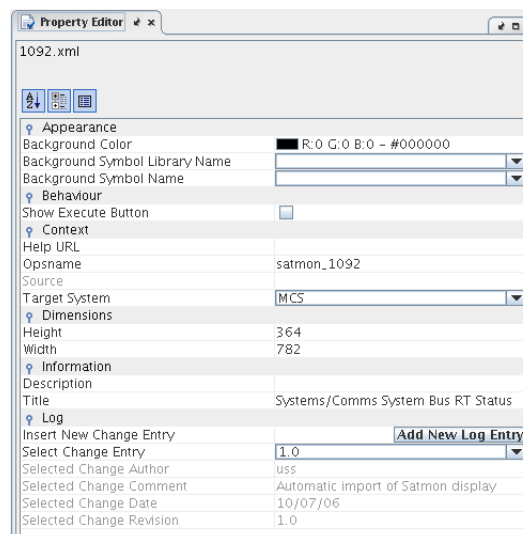 Property Editor
1092.xml
Appearance
Background Color R:0 G:0 B:0 - #000000
Background Symbol Library Name
Background Symbol Name
Behaviour
Show Execute Button
Context
Help URL
Opsname satmon_1092
Source
Target System MCS
Dimensions
Height 364
Width 782
Information
Description
Title Systems/Comms System Bus RT Status
Log
Insert New Change Entry Add New Log Entry
Select Change Entry 1.0
Selected Change Author uss
Selected Change Comment Automatic import of Satmon display
Selected Change Date 10/07/06
Selected Change Revision 1.0